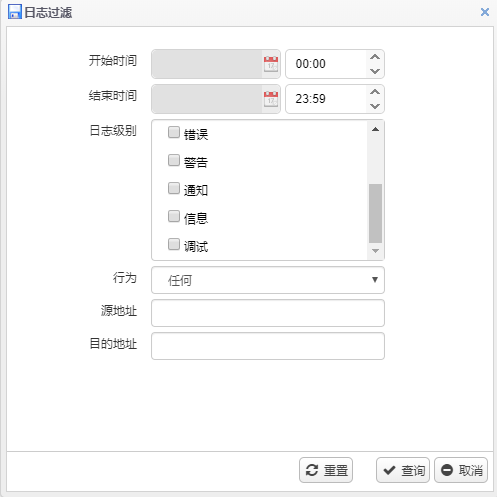 日志过滤
开始时间 00:00
结束时间 23:59
日志级别
错误
警告
通知
信息
调试
行为 任何
源地址
目的地址
重置 查询 取消